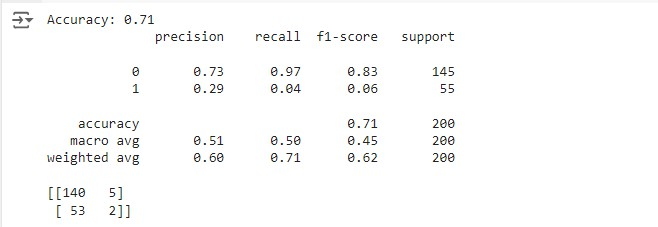 Accuracy: 0.71
precision recall f1-score support
0 0.73 0.97 0.83 145
1 0.29 0.04 0.06 55
accuracy 0.71 200
macro avg 0.51 0.50 0.45 200
weighted avg 0.60 0.71 0.62 200
[[140 5]
[ 53 2]]